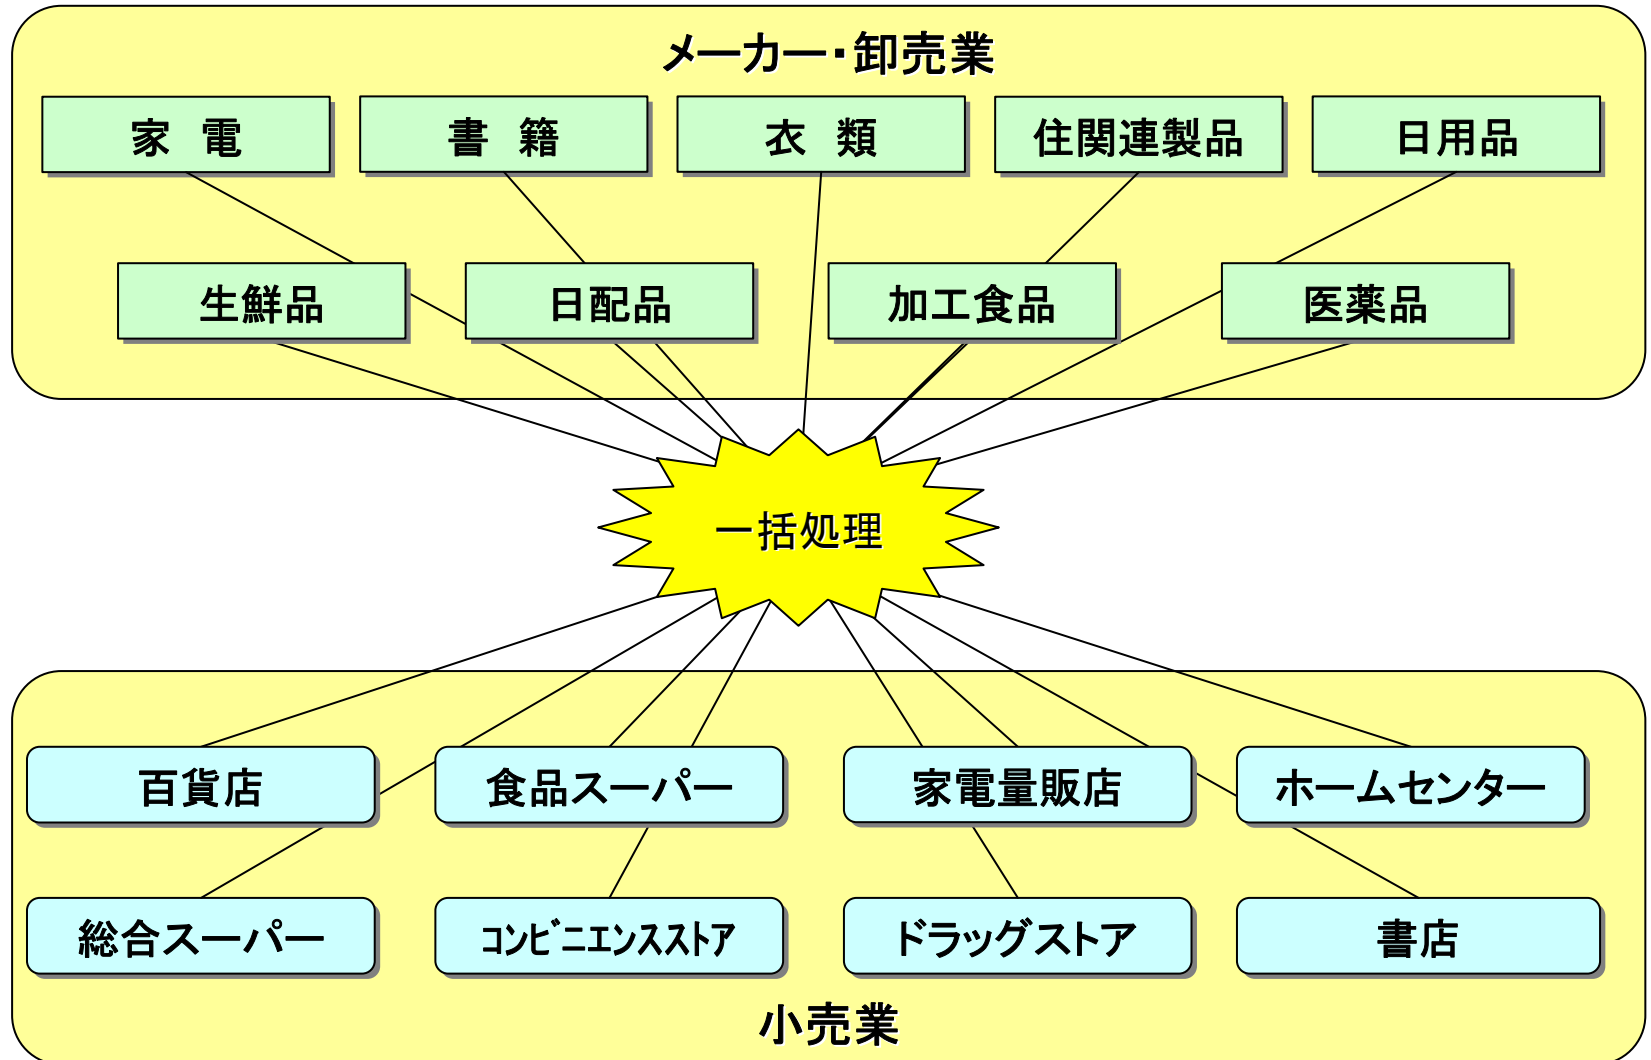 メーカー・卸売業
家　電
書　籍
衣　類
住関連製品
日用品
生鮮品
日配品
加工食品
医薬品
一括処理
百貨店
食品スーパー
家電量販店
ホームセンター
総合スーパー
ｺﾝﾋﾞﾆｴﾝｽｽﾄｱ
ドラッグストア
書店
小売業